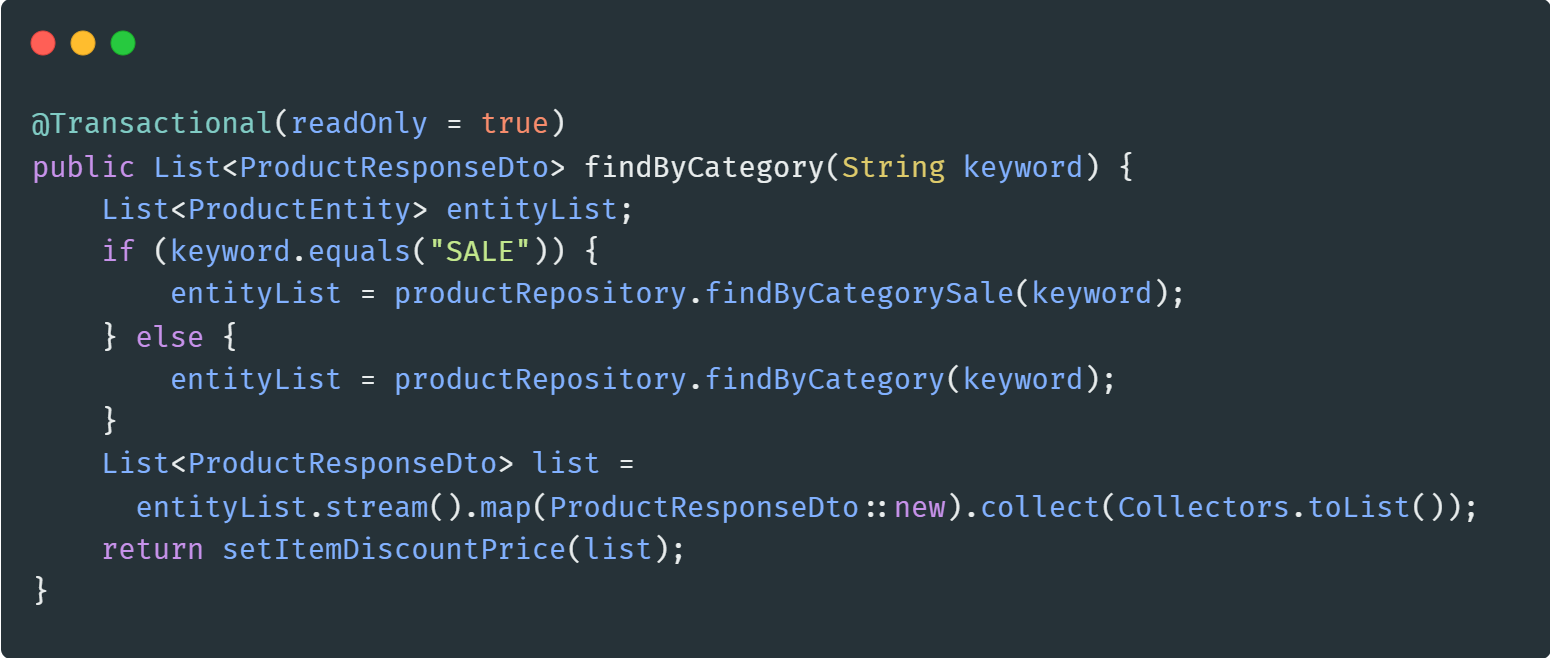 @Transactional(readOnly = true)
public List<ProductResponseDto> findByCategory(String keyword) {
    List<ProductEntity> entityList;
    if (keyword.equals("SALE")) {
        entityList = productRepository.findByCategorySale(keyword);
    } else {
        entityList = productRepository.findByCategory(keyword);
    }
    List<ProductResponseDto> list =
      entityList.stream().map(ProductResponseDto::new).collect(Collectors.toList());
    return setItemDiscountPrice(list);
}